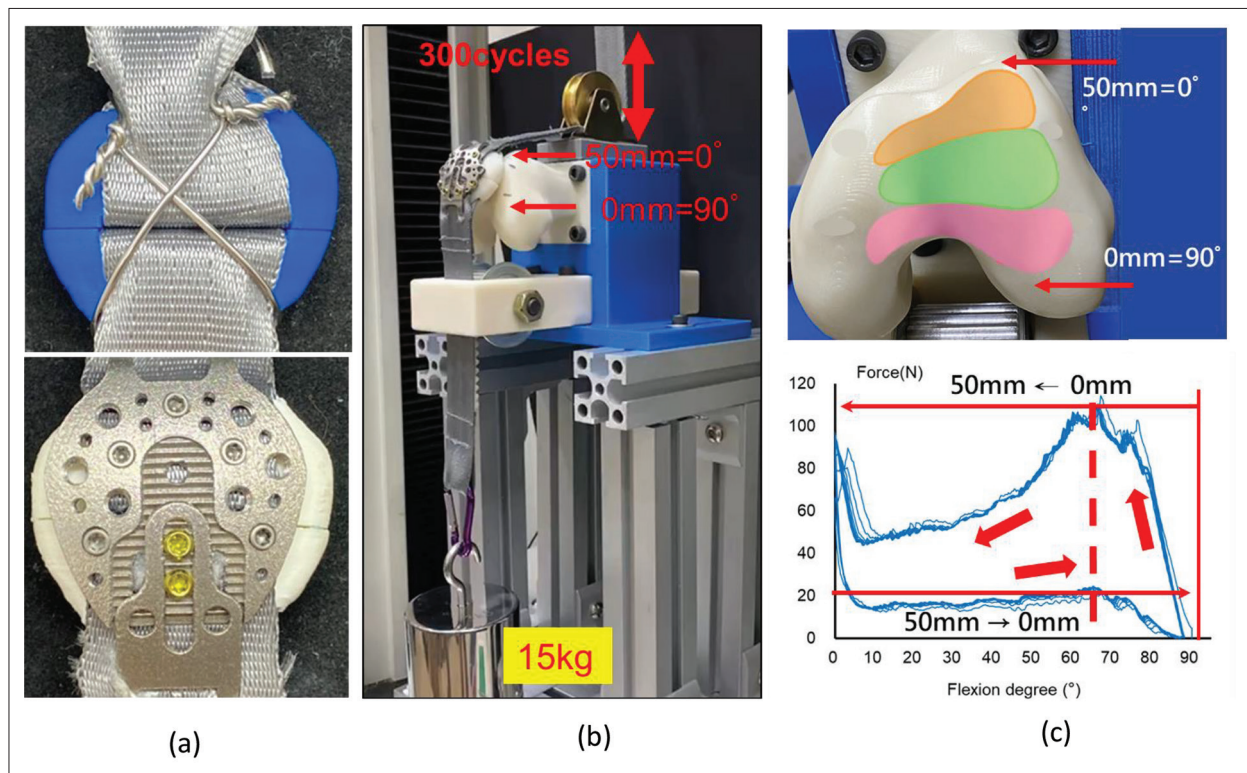 300cycles
50mm=0°
0mm=90°
15kg
50mm=0°
°
0mm=90°
Force(N)
50mm ← 0mm
120
100
80
60
40
20
0
50mm → 0mm
0 10 20 30 40 50 60 70 80 90
Flexion degree (°)
(a)
(b)
(c)